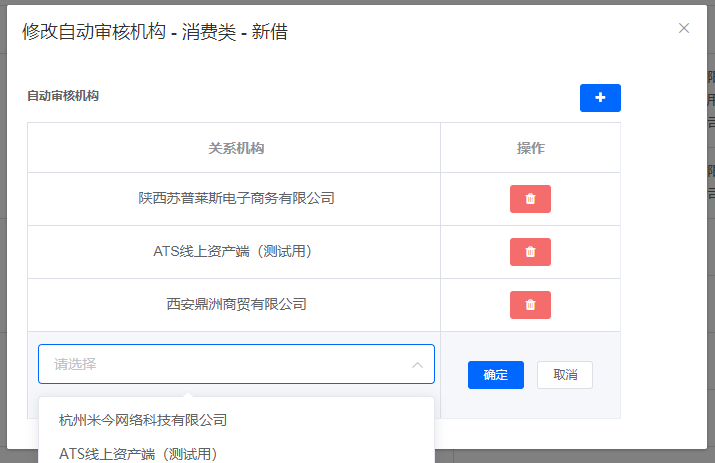 修改自动审核机构 - 消费类 - 新借
自动审核机构
关系机构 操作
陕西苏普莱斯电子商务有限公司
ATS线上资产端（测试用）
西安鼎洲商贸有限公司
请选择
确定 取消
杭州米今网络科技有限公司
ATS线上资产端（测试用）